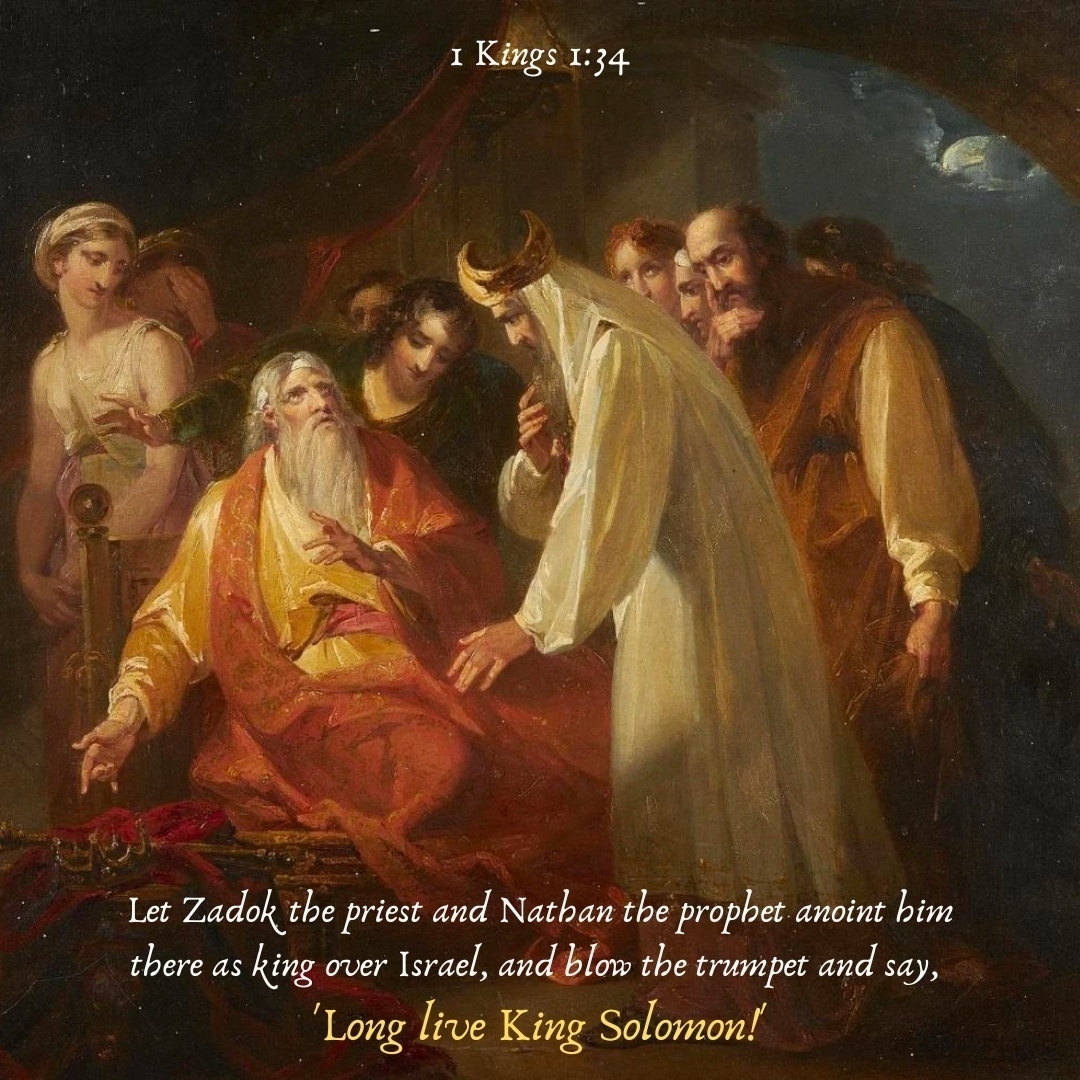 1 Kings 1:34
Let Zadok the priest and Nathan the prophet anoint him
there as king over Israel, and blow the trumpet and say,
'Long live King Solomon!'